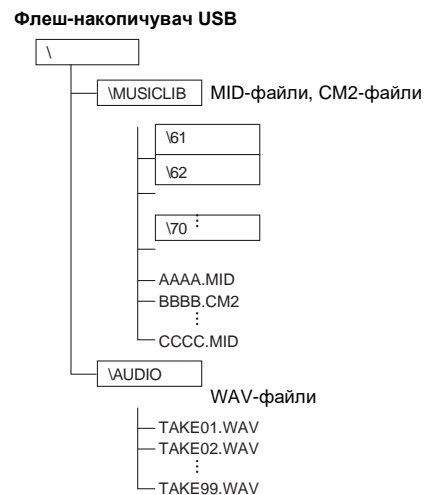 Флеш-накопичувач USB
\
\MUSICLIB MID-файли, CM2-файли
\61
\62
\70
AAAA.MID
BBBB.CM2
CCCC.MID
\AUDIO
WAV-файли
TAKE01.WAV
TAKE02.WAV
TAKE99.WAV